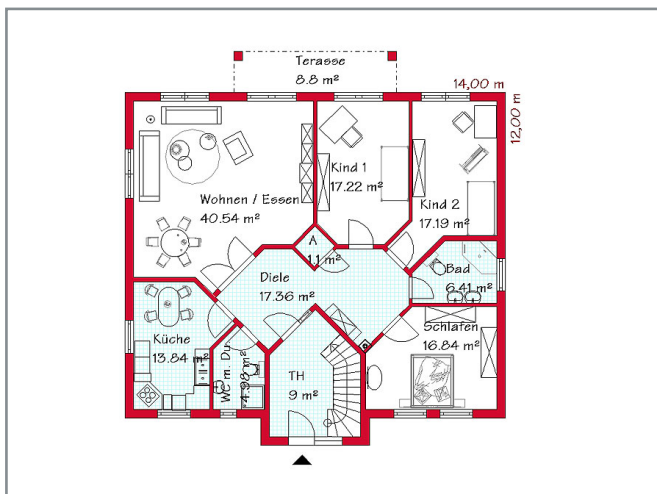 Terasse
8.8 m²
14,00 m
12,00 m
Kind 1
17.22 m²
Wohnen / Essen
40.54 m²
Kind 2
17.19 m²
A
1.1 m²
Diele
17.36 m²
Bad
6.41 m²
Küche
13.84 m²
We m. Du
4.98 m²
TH
9 m²
Schlafen
16.84 m²